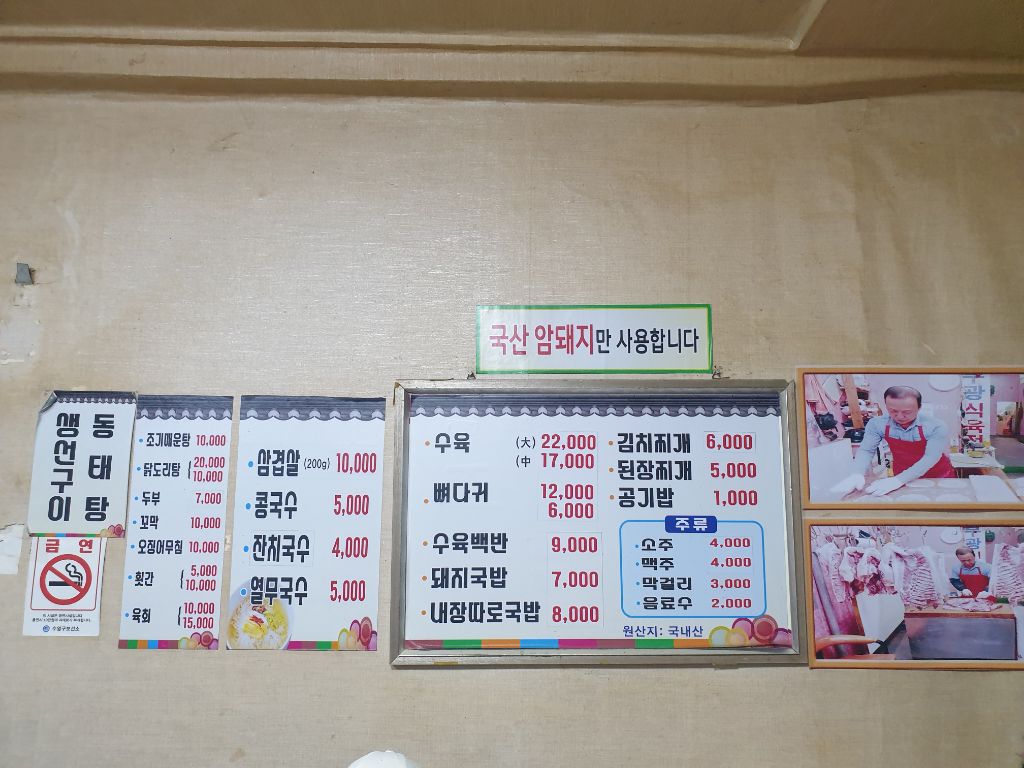 국산 암돼지만 사용합니다
생선구이
동태탕
금연
수영구보건소
조기매운탕 10,000
닭도리탕 20,000
10,000
두부 7,000
꼬막 10,000
오징어무침 10,000
횟간 5,000
10,000
육회 10,000
15,000
삼겹살 (200g) 10,000
콩국수 5,000
잔치국수 4,000
열무국수 5,000
수육 (大) 22,000
(中 17,000
뼈다귀 12,000
6,000
수육백반 9,000
돼지국밥 7,000
내장따로국밥 8,000
김치찌개 6,000
된장찌개 5,000
공기밥 1,000
주류
소주 4,000
맥주 4,000
막걸리 3,000
음료수 2,000
원산지: 국내산